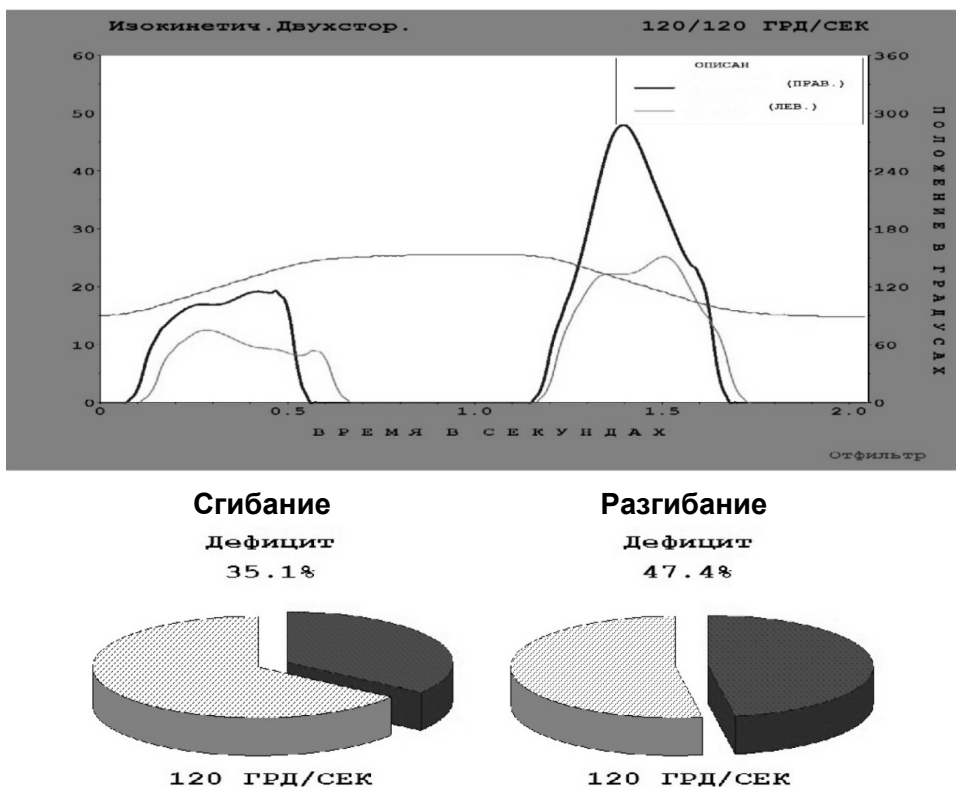 Изокинетич.Двухстор. 120/120 ГРД/СЕК
ОПИСАН
(ПРАВ.)
(ЛЕВ.)
60
50
40
30
20
10
0
360
300
240
180
120
60
0
ПОЛОЖЕНИЕ В ГРАДУСАХ
0 0.5 1.0 1.5 2.0
ВРЕМЯ В СЕКУНДАХ
Отфильтр
Сгибание Разгибание
Дефицит Дефицит
35.1% 47.4%
120 ГРД/СЕК 120 ГРД/СЕК